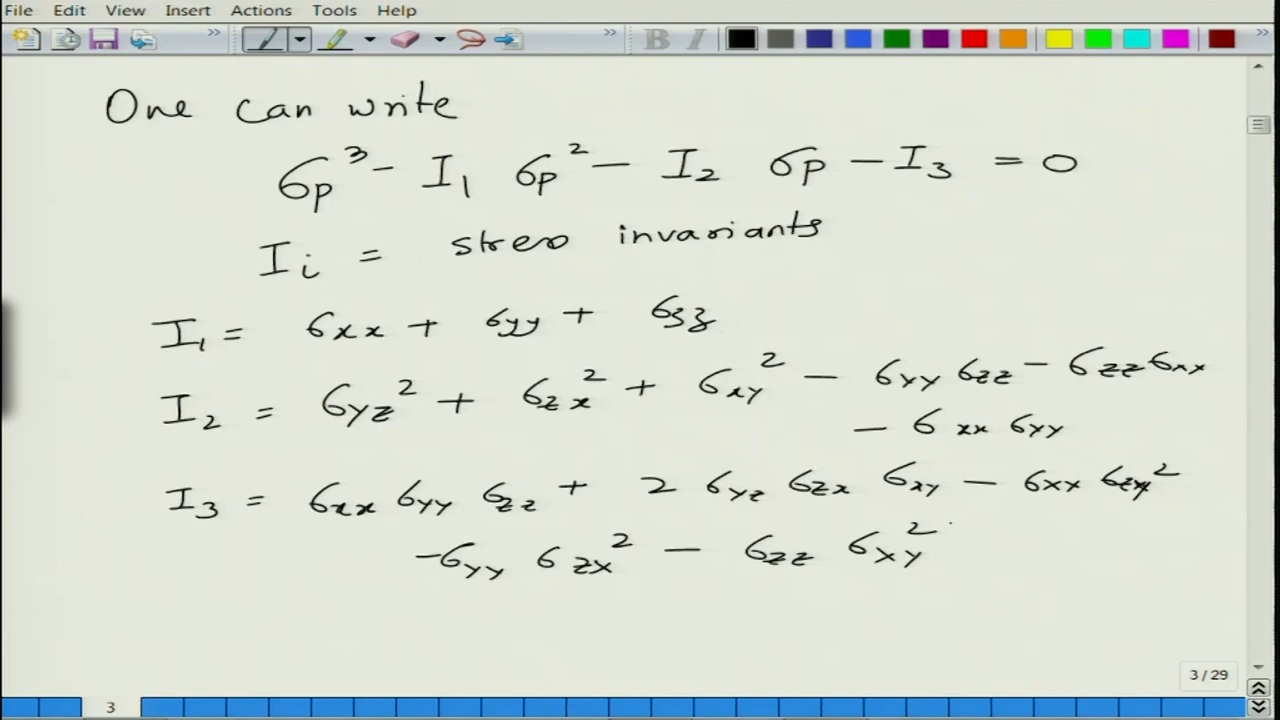 File Edit View Insert Actions Tools Help
B I
One can write
σp³ − I₁ σp² − I₂ σp − I₃ = 0
Iᵢ = stress invariants
I₁ = σxx + σyy + σzz
I₂ = σyz² + σzx² + σxy² − σyy σzz − σzz σxx
− σxx σyy
I₃ = σxx σyy σzz + 2 σyz σzx σxy − σxx σzy²
−σyy σzx² − σzz σxy²
3 / 29
3